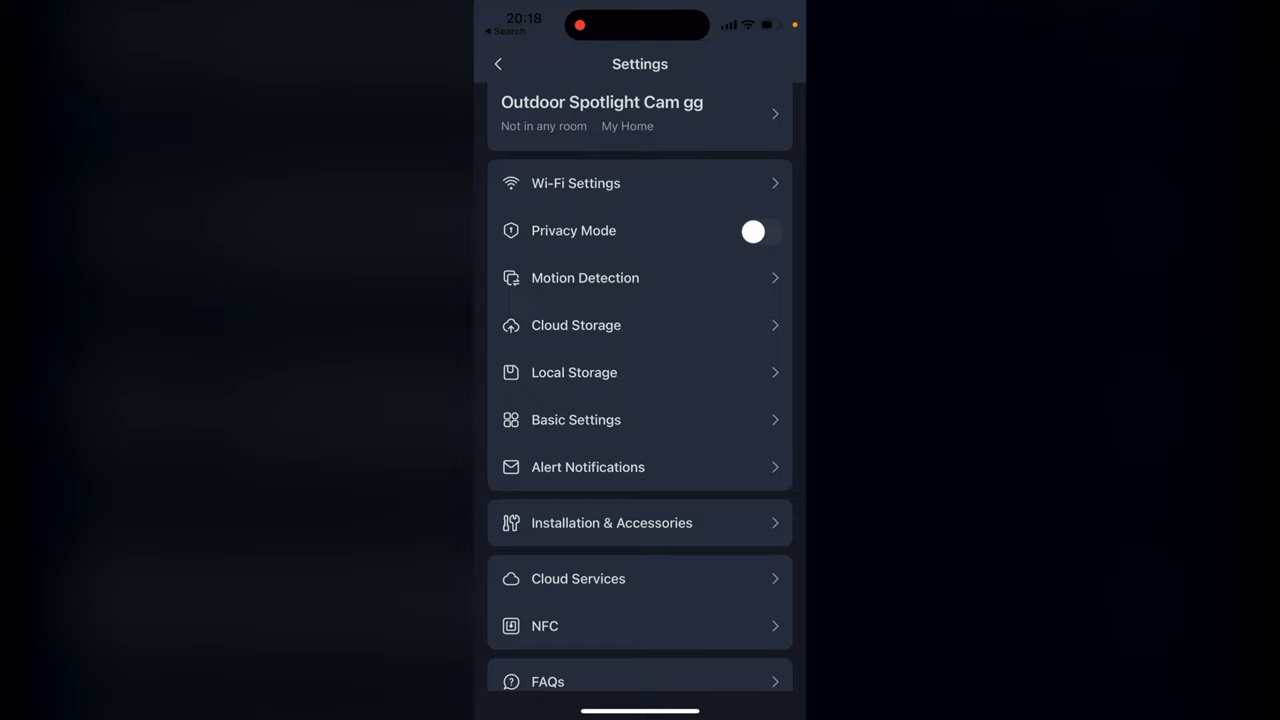 20:18
Search
Settings
Outdoor Spotlight Cam gg
Not in any room My Home
Wi-Fi Settings
Privacy Mode
Motion Detection
Cloud Storage
Local Storage
Basic Settings
Alert Notifications
Installation & Accessories
Cloud Services
NFC
FAQs